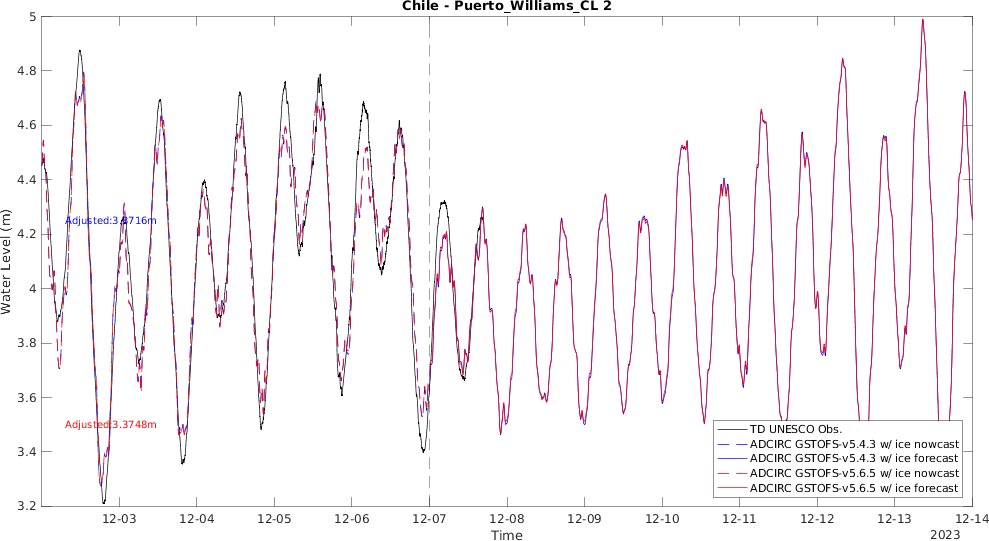 Chile - Puerto_Williams_CL 2
5
4.8
4.6
4.4
4.2
4
3.8
3.6
3.4
3.2
Water Level (m)
Adjusted:3.3748m
TD UNESCO Obs.
ADCIRC GSTOFS-v5.4.3 w/ ice nowcast
ADCIRC GSTOFS-v5.4.3 w/ ice forecast
ADCIRC GSTOFS-v5.6.5 w/ ice nowcast
ADCIRC GSTOFS-v5.6.5 w/ ice forecast
12-03 12-04 12-05 12-06 12-07 12-08 12-09 12-10 12-11 12-12 12-13 12-14
Time
2023